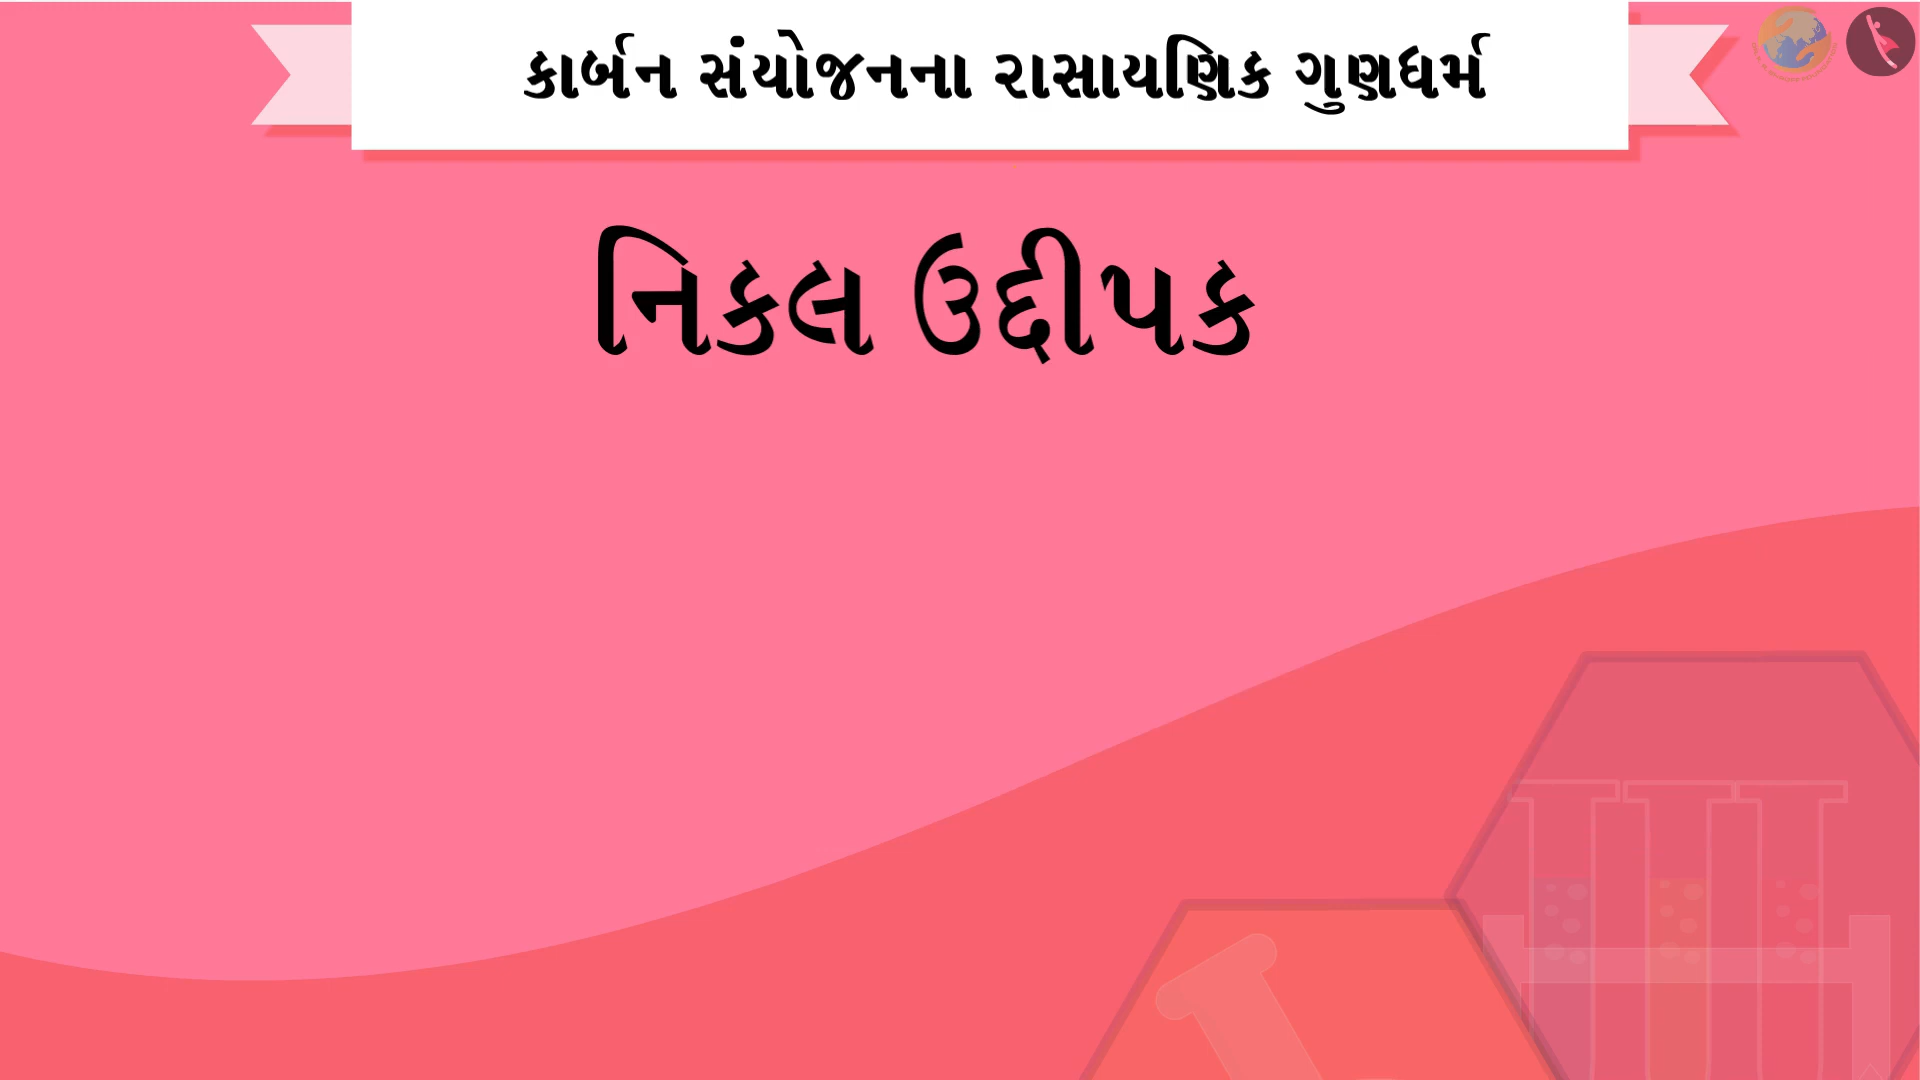 કાર્બન સંયોજનના રાસાયણિક ગુણધર્મ
નિકલ ઉદ્દીપક